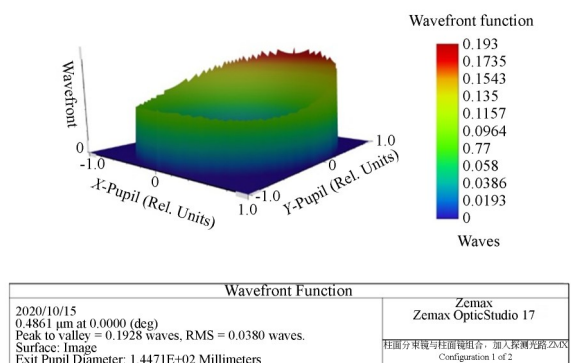 Wavefront function
0.193
0.1735
0.1543
0.135
0.1157
0.0964
0.77
0.058
0.0386
0.0193
0
Waves
Wavefront
0
-1.0
0
1.0
X-Pupil (Rel. Units)
-1.0
0
1.0
Y-Pupil (Rel. Units)
Wavefront Function
2020/10/15
0.4861 μm at 0.0000 (deg)
Peak to valley = 0.1928 waves, RMS = 0.0380 waves.
Surface: Image
Exit Pupil Diameter: 1.4471E+02 Millimeters
Zemax
Zemax OpticStudio 17
柱面分束镜与柱面镜组合，加入探测光路.ZMX
Configuration 1 of 2